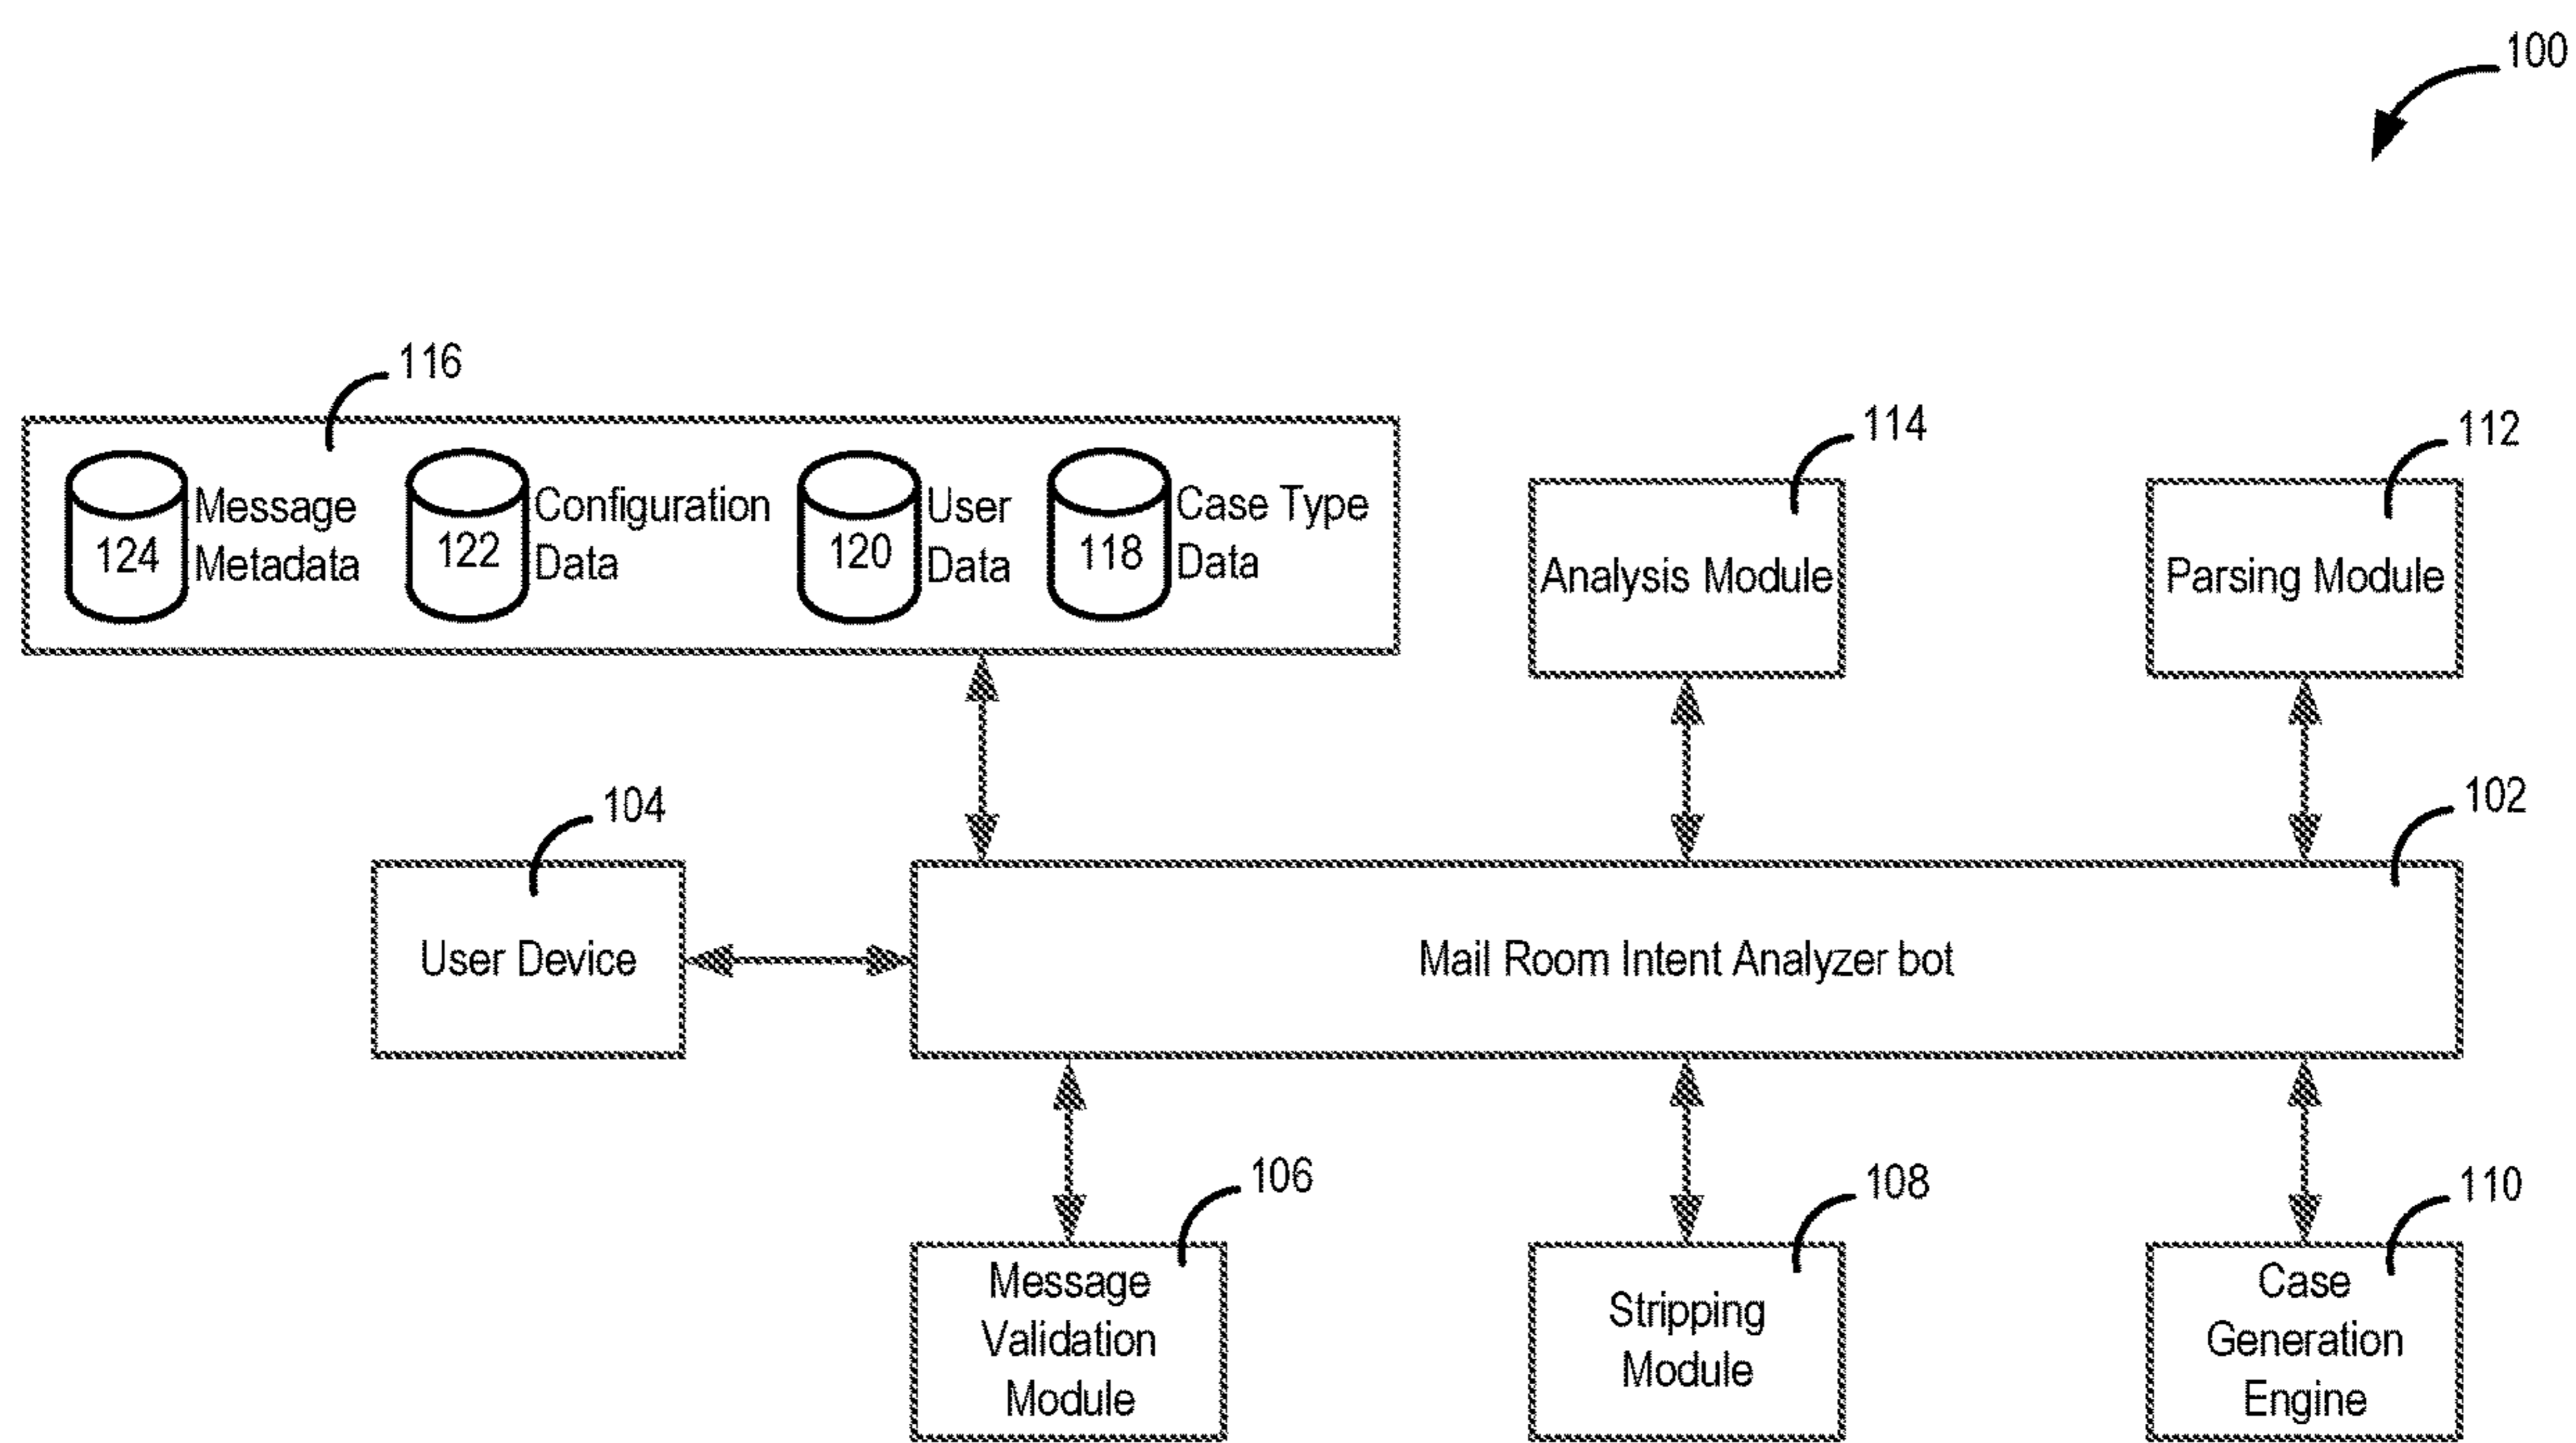 100
116
114
112
Message
Metadata
124
Configuration
Data
122
User
Data
120
Case Type
Data
118
Analysis Module
Parsing Module
104
102
User Device
Mail Room Intent Analyzer bot
106
108
110
Message
Validation
Module
Stripping
Module
Case
Generation
Engine